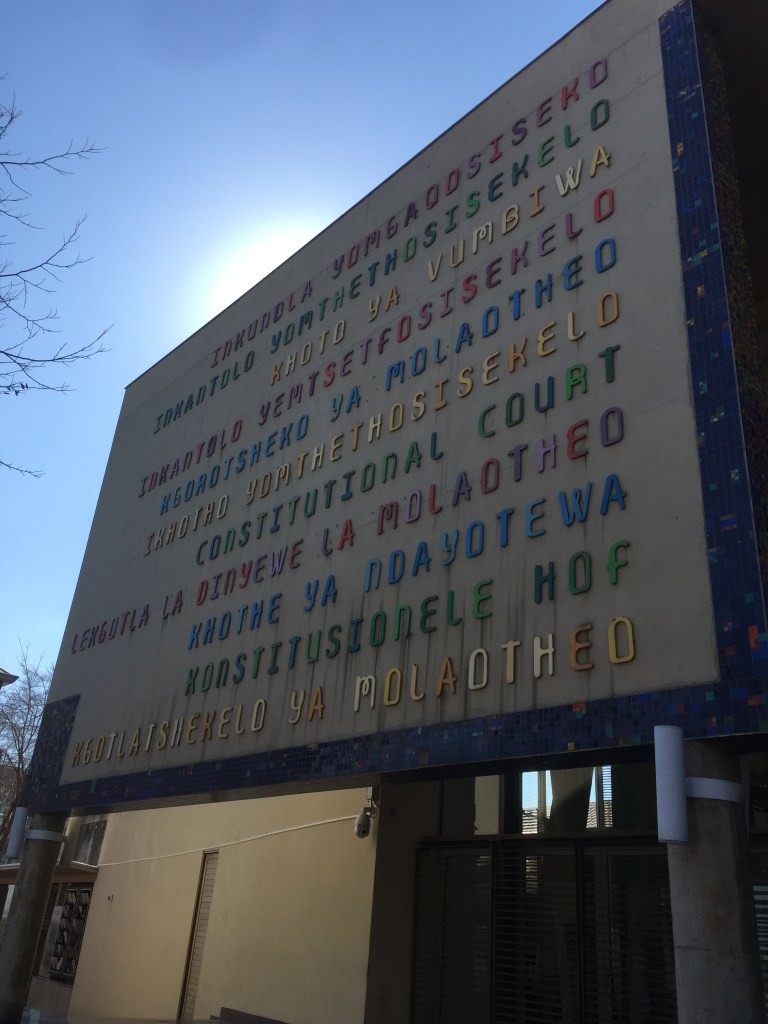 INKUNDLA YOMGAQOSISEKO
INKANTOLO YOMTHETHOSISEKELO
KHOTO YA VUMBIWA
INKANTOLO YEMTSETFOSISEKELO
KGOROTSHEKO YA MOLAOTHEO
IKHOTHO YOMTHETHOSISEKELO
CONSTITUTIONAL COURT
LEKGOTLA LA DINYEWE LA MOLAOTHEO
KHOTHE YA NDAYOTEWA
KONSTITUSIONELE HOF
KGOTLATSHEKELO YA MOLAOTHEO